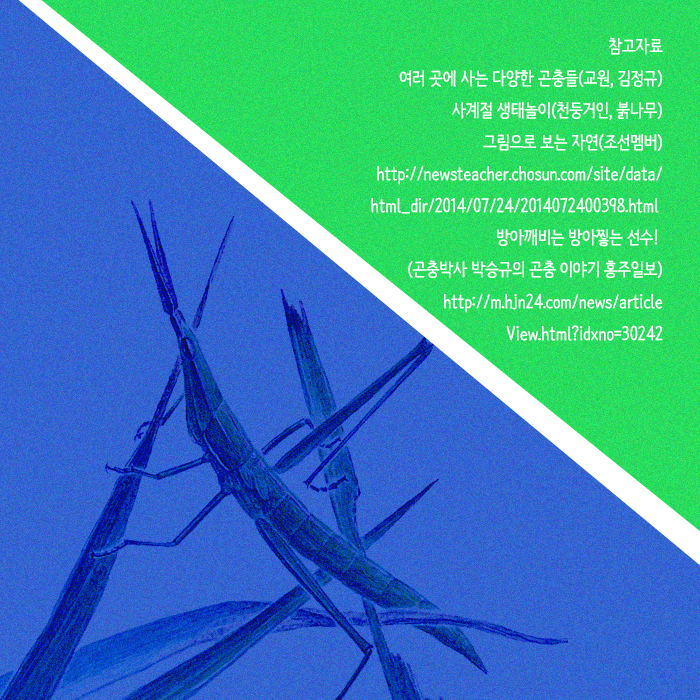 참고자료
여러 곳에 사는 다양한 곤충들(교원, 김정규)
사계절 생태놀이(천둥거인, 붉나무)
그림으로 보는 자연(조선멤버)
http://newsteacher.chosun.com/site/data/
html_dir/2014/07/24/2014072400398.html
방아깨비는 방아찧는 선수!
(곤충박사 박승규의 곤충 이야기 홍주일보)
http://m.hjn24.com/news/article
View.html?idxno=30242